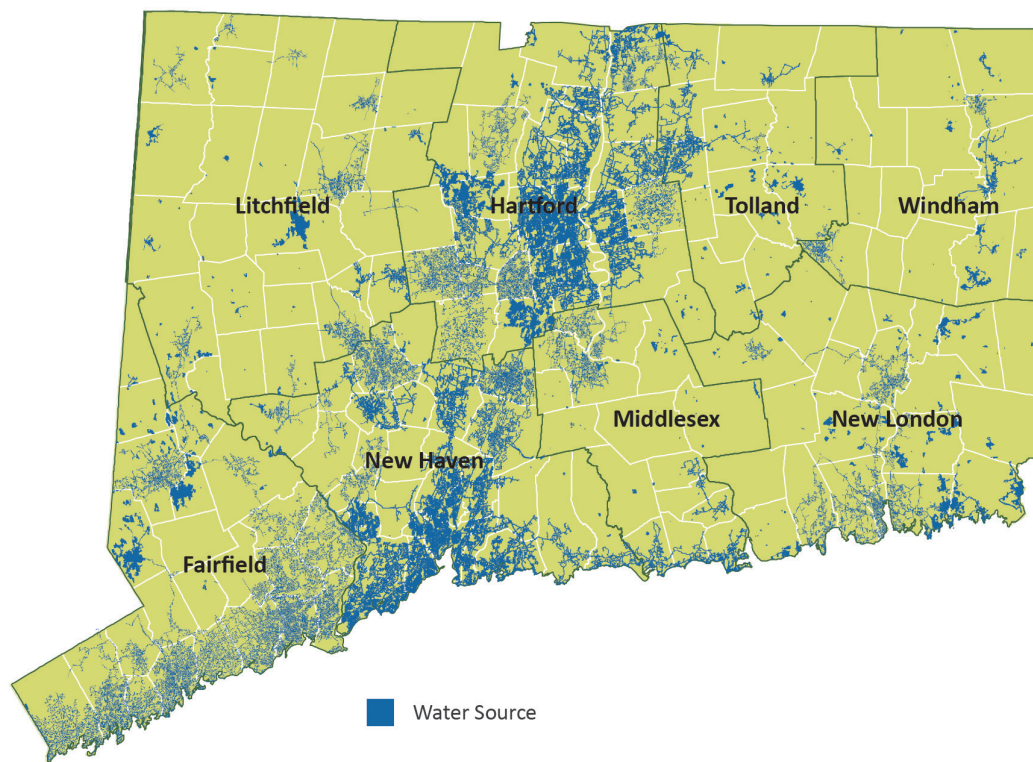 Litchfield
Hartford
Tolland
Windham
Middlesex
New London
New Haven
Fairfield
Water Source